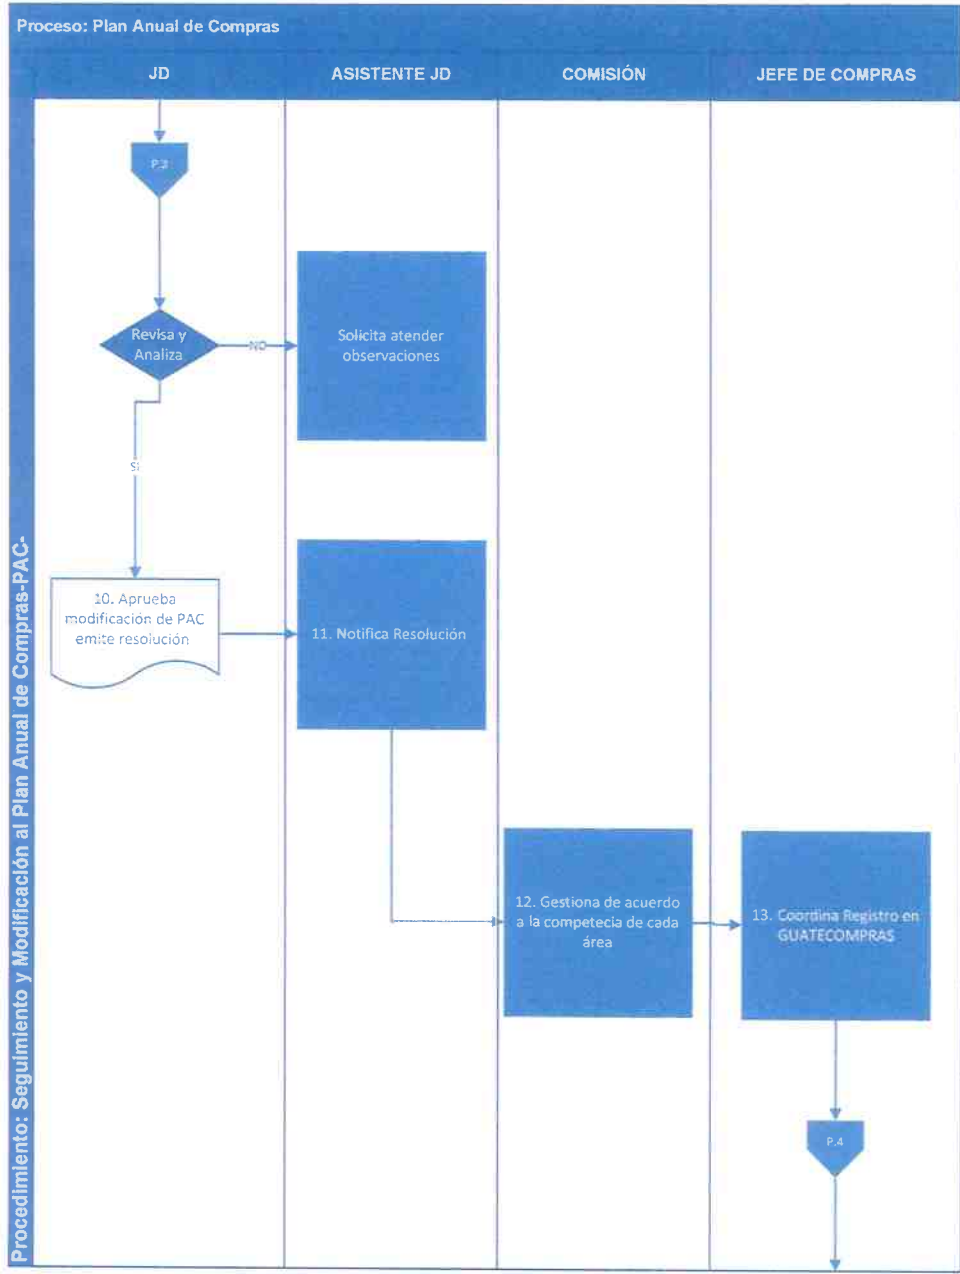 Proceso: Plan Anual de Compras
JD
ASISTENTE JD
COMISIÓN
JEFE DE COMPRAS
Procedimiento: Seguimiento y Modificación al Plan Anual de Compras-PAC-
P.3
Revisa y
Analiza
NO
Solicita atender
observaciones
Si
10. Aprueba
modificación de PAC
emite resolución
11. Notifica Resolución
12. Gestiona de acuerdo
a la competecia de cada
área
13. Coordina Registro en
GUATECOMPRAS
P.4